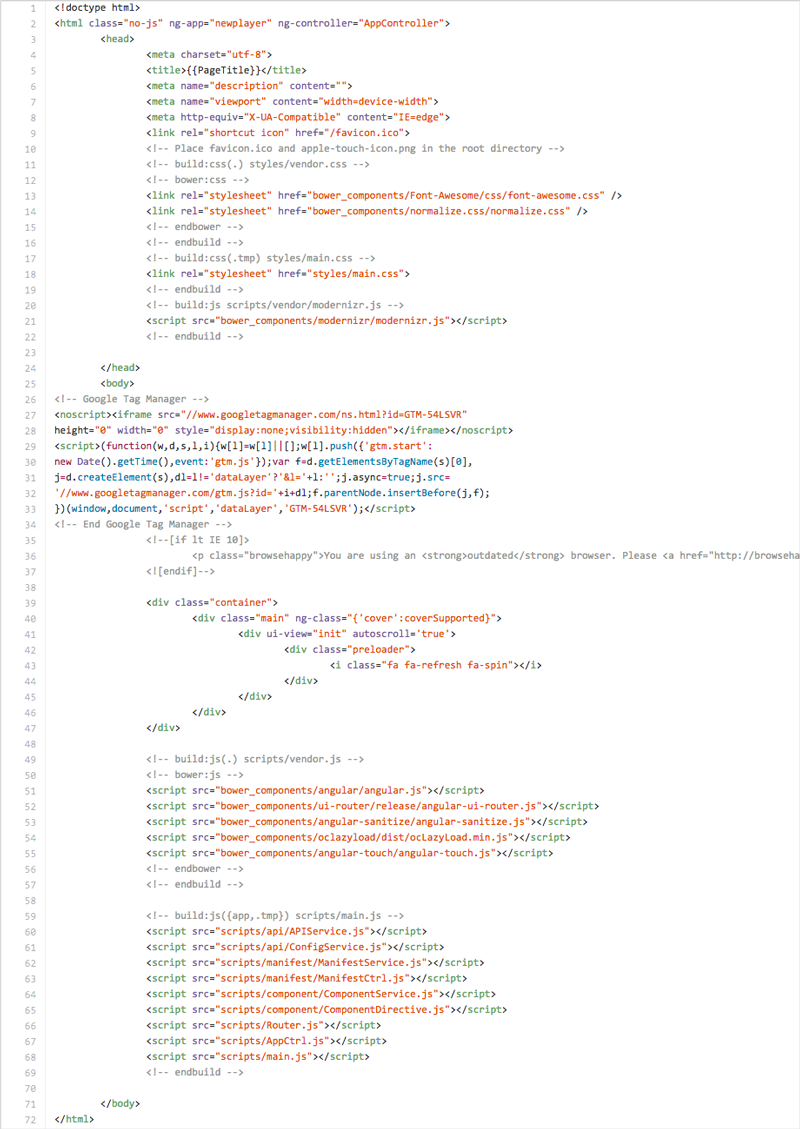 1 <!doctype html>
2 <html class="no-js" ng-app="newplayer" ng-controller="AppController">
3 <head>
4 <meta charset="utf-8">
5 <title>{{PageTitle}}</title>
6 <meta name="description" content="">
7 <meta name="viewport" content="width=device-width">
8 <meta http-equiv="X-UA-Compatible" content="IE=edge">
9 <link rel="shortcut icon" href="/favicon.ico">
10 <!-- Place favicon.ico and apple-touch-icon.png in the root directory -->
11 <!-- build:css(.) styles/vendor.css -->
12 <!-- bower:css -->
13 <link rel="stylesheet" href="bower_components/Font-Awesome/css/font-awesome.css" />
14 <link rel="stylesheet" href="bower_components/normalize.css/normalize.css" />
15 <!-- endbower -->
16 <!-- endbuild -->
17 <!-- build:css(.tmp) styles/main.css -->
18 <link rel="stylesheet" href="styles/main.css">
19 <!-- endbuild -->
20 <!-- build:js scripts/vendor/modernizr.js -->
21 <script src="bower_components/modernizr/modernizr.js"></script>
22 <!-- endbuild -->
23
24 </head>
25 <body>
26 <!-- Google Tag Manager -->
27 <noscript><iframe src="//www.googletagmanager.com/ns.html?id=GTM-54LSVR"
28 height="0" width="0" style="display:none;visibility:hidden"></iframe></noscript>
29 <script>(function(w,d,s,l,i){w[l]=w[l]||[];w[l].push({'gtm.start':
30 new Date().getTime(),event:'gtm.js'});var f=d.getElementsByTagName(s)[0],
31 j=d.createElement(s),dl=l!='dataLayer'?'&l='+l:'';j.async=true;j.src=
32 '//www.googletagmanager.com/gtm.js?id='+i+dl;f.parentNode.insertBefore(j,f);
33 })(window,document,'script','dataLayer','GTM-54LSVR');</script>
34 <!-- End Google Tag Manager -->
35 <!--[if lt IE 10]>
36 <p class="browsehappy">You are using an <strong>outdated</strong> browser. Please <a href="http://browseha
37 <![endif]-->
38
39 <div class="container">
40 <div class="main" ng-class="{'cover':coverSupported}">
41 <div ui-view="init" autoscroll='true'>
42 <div class="preloader">
43 <i class="fa fa-refresh fa-spin"></i>
44 </div>
45 </div>
46 </div>
47 </div>
48
49 <!-- build:js(.) scripts/vendor.js -->
50 <!-- bower:js -->
51 <script src="bower_components/angular/angular.js"></script>
52 <script src="bower_components/ui-router/release/angular-ui-router.js"></script>
53 <script src="bower_components/angular-sanitize/angular-sanitize.js"></script>
54 <script src="bower_components/oclazyload/dist/ocLazyLoad.min.js"></script>
55 <script src="bower_components/angular-touch/angular-touch.js"></script>
56 <!-- endbower -->
57 <!-- endbuild -->
58
59 <!-- build:js({app,.tmp}) scripts/main.js -->
60 <script src="scripts/api/APIService.js"></script>
61 <script src="scripts/api/ConfigService.js"></script>
62 <script src="scripts/manifest/ManifestService.js"></script>
63 <script src="scripts/manifest/ManifestCtrl.js"></script>
64 <script src="scripts/component/ComponentService.js"></script>
65 <script src="scripts/component/ComponentDirective.js"></script>
66 <script src="scripts/Router.js"></script>
67 <script src="scripts/AppCtrl.js"></script>
68 <script src="scripts/main.js"></script>
69 <!-- endbuild -->
70
71 </body>
72 </html>